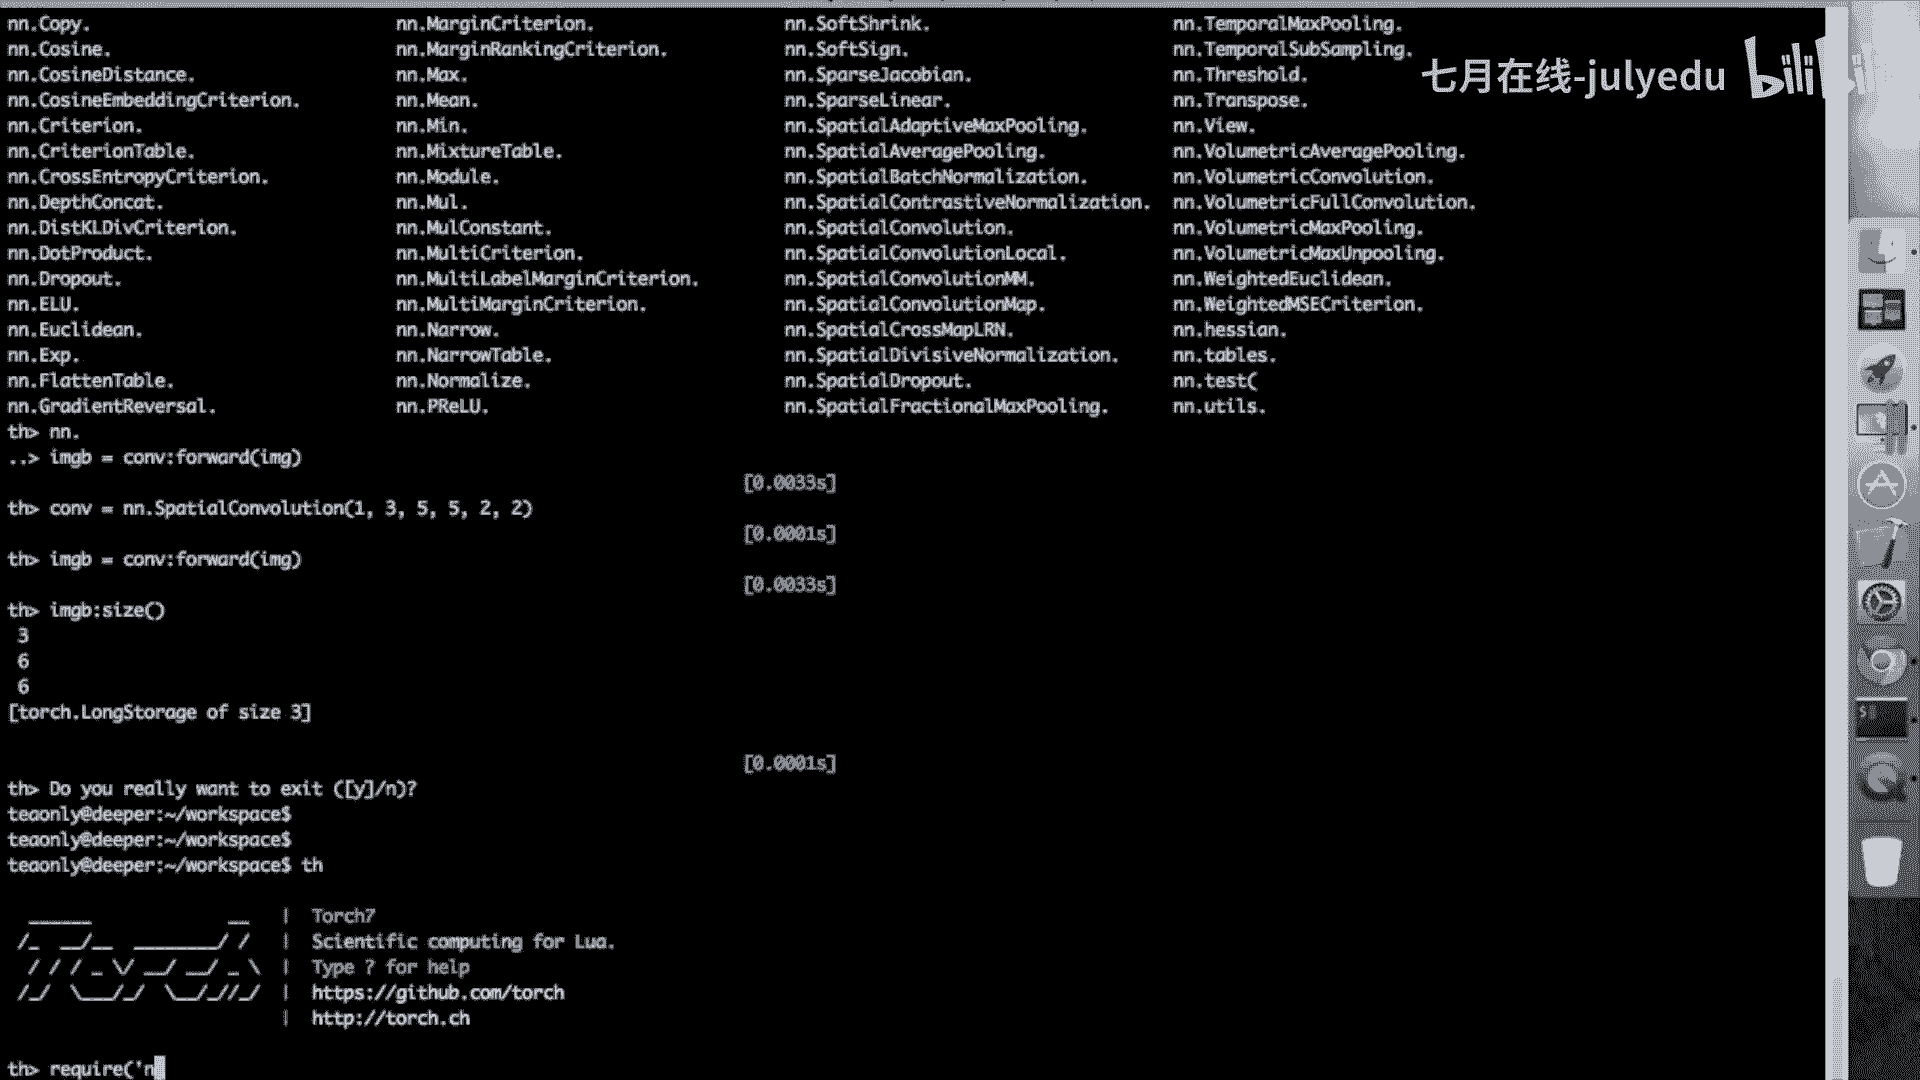 nn.Copy. nn.MarginCriterion. nn.SoftShrink. nn.TemporalMaxPooling.
nn.Cosine. nn.MarginRankingCriterion. nn.SoftSign. nn.TemporalSubSampling.
nn.CosineDistance. nn.Max. nn.SparseJacobian. nn.Threshold.
七月在线-julyedu bilibili
nn.CosineEmbeddingCriterion. nn.Mean. nn.SparseLinear. nn.Transpose.
nn.Criterion. nn.Min. nn.SpatialAdaptiveMaxPooling. nn.View.
nn.CriterionTable. nn.MixtureTable. nn.SpatialAveragePooling. nn.VolumetricAveragePooling.
nn.CrossEntropyCriterion. nn.Module. nn.SpatialBatchNormalization. nn.VolumetricConvolution.
nn.DepthConcat. nn.Mul. nn.SpatialContrastiveNormalization. nn.VolumetricFullConvolution.
nn.DistKLDivCriterion. nn.MulConstant. nn.SpatialConvolution. nn.VolumetricMaxPooling.
nn.DotProduct. nn.MultiCriterion. nn.SpatialConvolutionLocal. nn.VolumetricMaxUnpooling.
nn.Dropout. nn.MultiLabelMarginCriterion. nn.SpatialConvolutionMM. nn.WeightedEuclidean.
nn.ELU. nn.MultiMarginCriterion. nn.SpatialConvolutionMap. nn.WeightedMSECriterion.
nn.Euclidean. nn.Narrow. nn.SpatialCrossMapLRN. nn.hessian.
nn.Exp. nn.NarrowTable. nn.SpatialDivisiveNormalization. nn.tables.
nn.FlattenTable. nn.Normalize. nn.SpatialDropout. nn.test(
nn.GradientReversal. nn.PReLU. nn.SpatialFractionalMaxPooling. nn.utils.
th> nn.
..> imgb = conv:forward(img)
[0.0033s]
th> conv = nn.SpatialConvolution(1, 3, 5, 5, 2, 2)
[0.0001s]
th> imgb = conv:forward(img)
[0.0033s]
th> imgb:size()
3
6
6
[torch.LongStorage of size 3]
[0.0001s]
th> Do you really want to exit ([y]/n)?
teaonly@deeper:~/workspace$
teaonly@deeper:~/workspace$
teaonly@deeper:~/workspace$ th
| Torch7
| Scientific computing for Lua.
| Type ? for help
| https://github.com/torch
| http://torch.ch
th> require('n